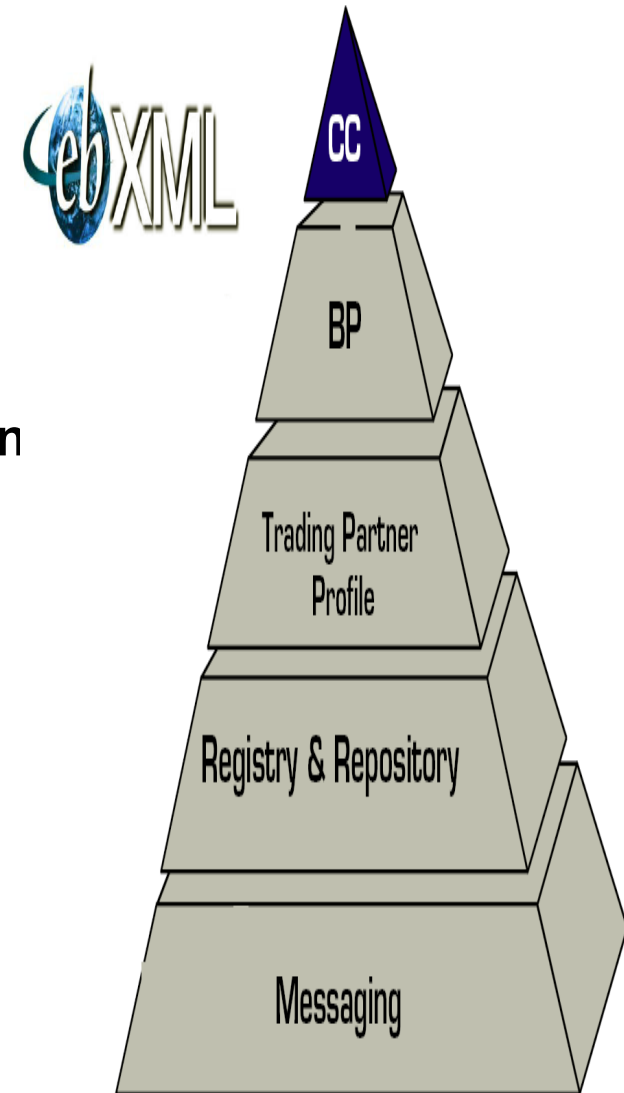 ebXML
CC
BP
n
Trading Partner
Profile
Registry & Repository
Messaging